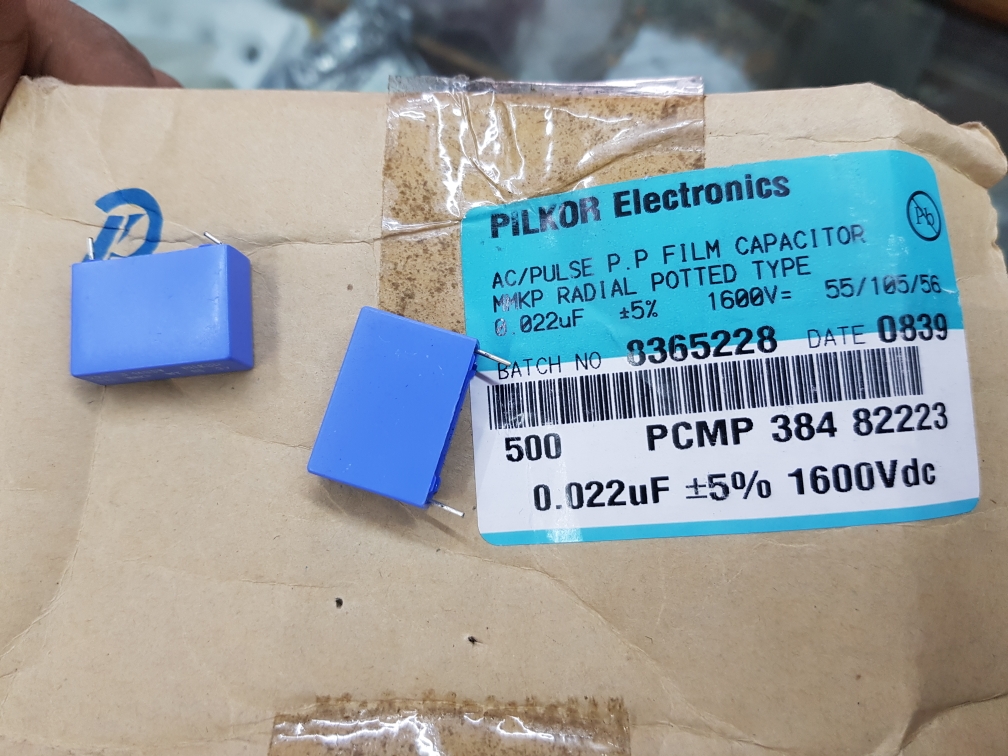 PILKOR Electronics
Pb
AC/PULSE P.P FILM CAPACITOR
MMKP RADIAL POTTED TYPE
0.022uF ±5% 1600V= 55/105/56
BATCH NO 8365228 DATE 0839
500 PCMP 384 82223
0.022uF ±5% 1600Vdc